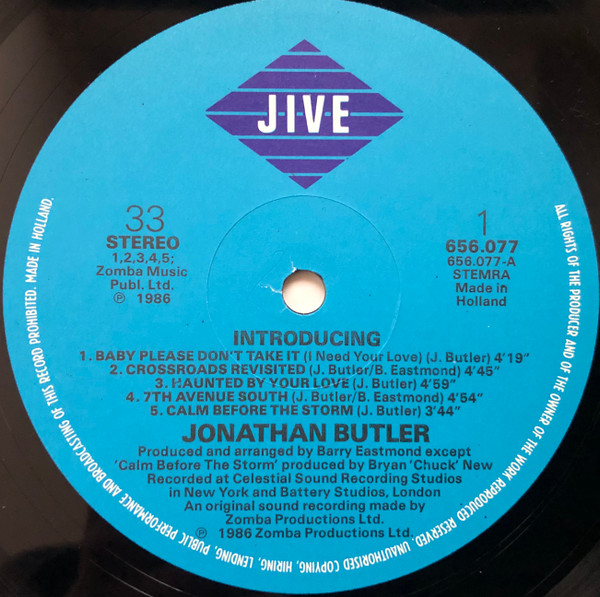 JIVE
33
STEREO
1,2,3,4,5;
Zomba Music
Publ. Ltd.
℗ 1986
1
656.077
656.077-A
STEMRA
Made in
Holland
INTRODUCING
1. BABY PLEASE DON'T TAKE IT (I Need Your Love) (J. Butler) 4'19"
2. CROSSROADS REVISITED (J. Butler/B. Eastmond) 4'45"
3. HAUNTED BY YOUR LOVE (J. Butler) 4'59"
4. 7TH AVENUE SOUTH (J. Butler/B. Eastmond) 4'54"
5. CALM BEFORE THE STORM (J. Butler) 3'44"
JONATHAN BUTLER
Produced and arranged by Barry Eastmond except
'Calm Before The Storm' produced by Bryan 'Chuck' New
Recorded at Celestial Sound Recording Studios
in New York and Battery Studios, London
An original sound recording made by
Zomba Productions Ltd.
℗ 1986 Zomba Productions Ltd.
ALL RIGHTS OF THE PRODUCER AND OF THE OWNER OF THE WORK REPRODUCED RESERVED. UNAUTHORISED COPYING, HIRING, LENDING, PUBLIC PERFORMANCE AND BROADCASTING OF THIS RECORD PROHIBITED. MADE IN HOLLAND.